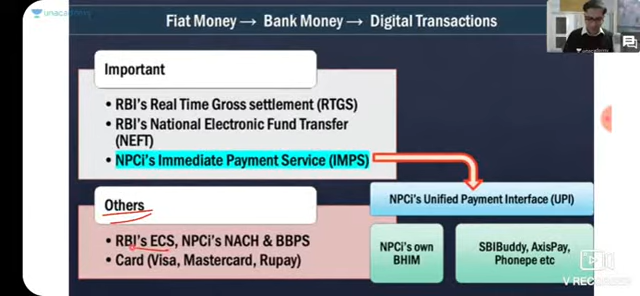 unacademy
Fiat Money → Bank Money → Digital Transactions
Important
• RBI's Real Time Gross settlement (RTGS)
• RBI's National Electronic Fund Transfer
(NEFT)
• NPCi's Immediate Payment Service (IMPS)
NPCi's Unified Payment Interface (UPI)
Others
• RBI's ECS, NPCi's NACH & BBPS
• Card (Visa, Mastercard, Rupay)
NPCi's own
BHIM
SBIBuddy, AxisPay,
Phonepe etc